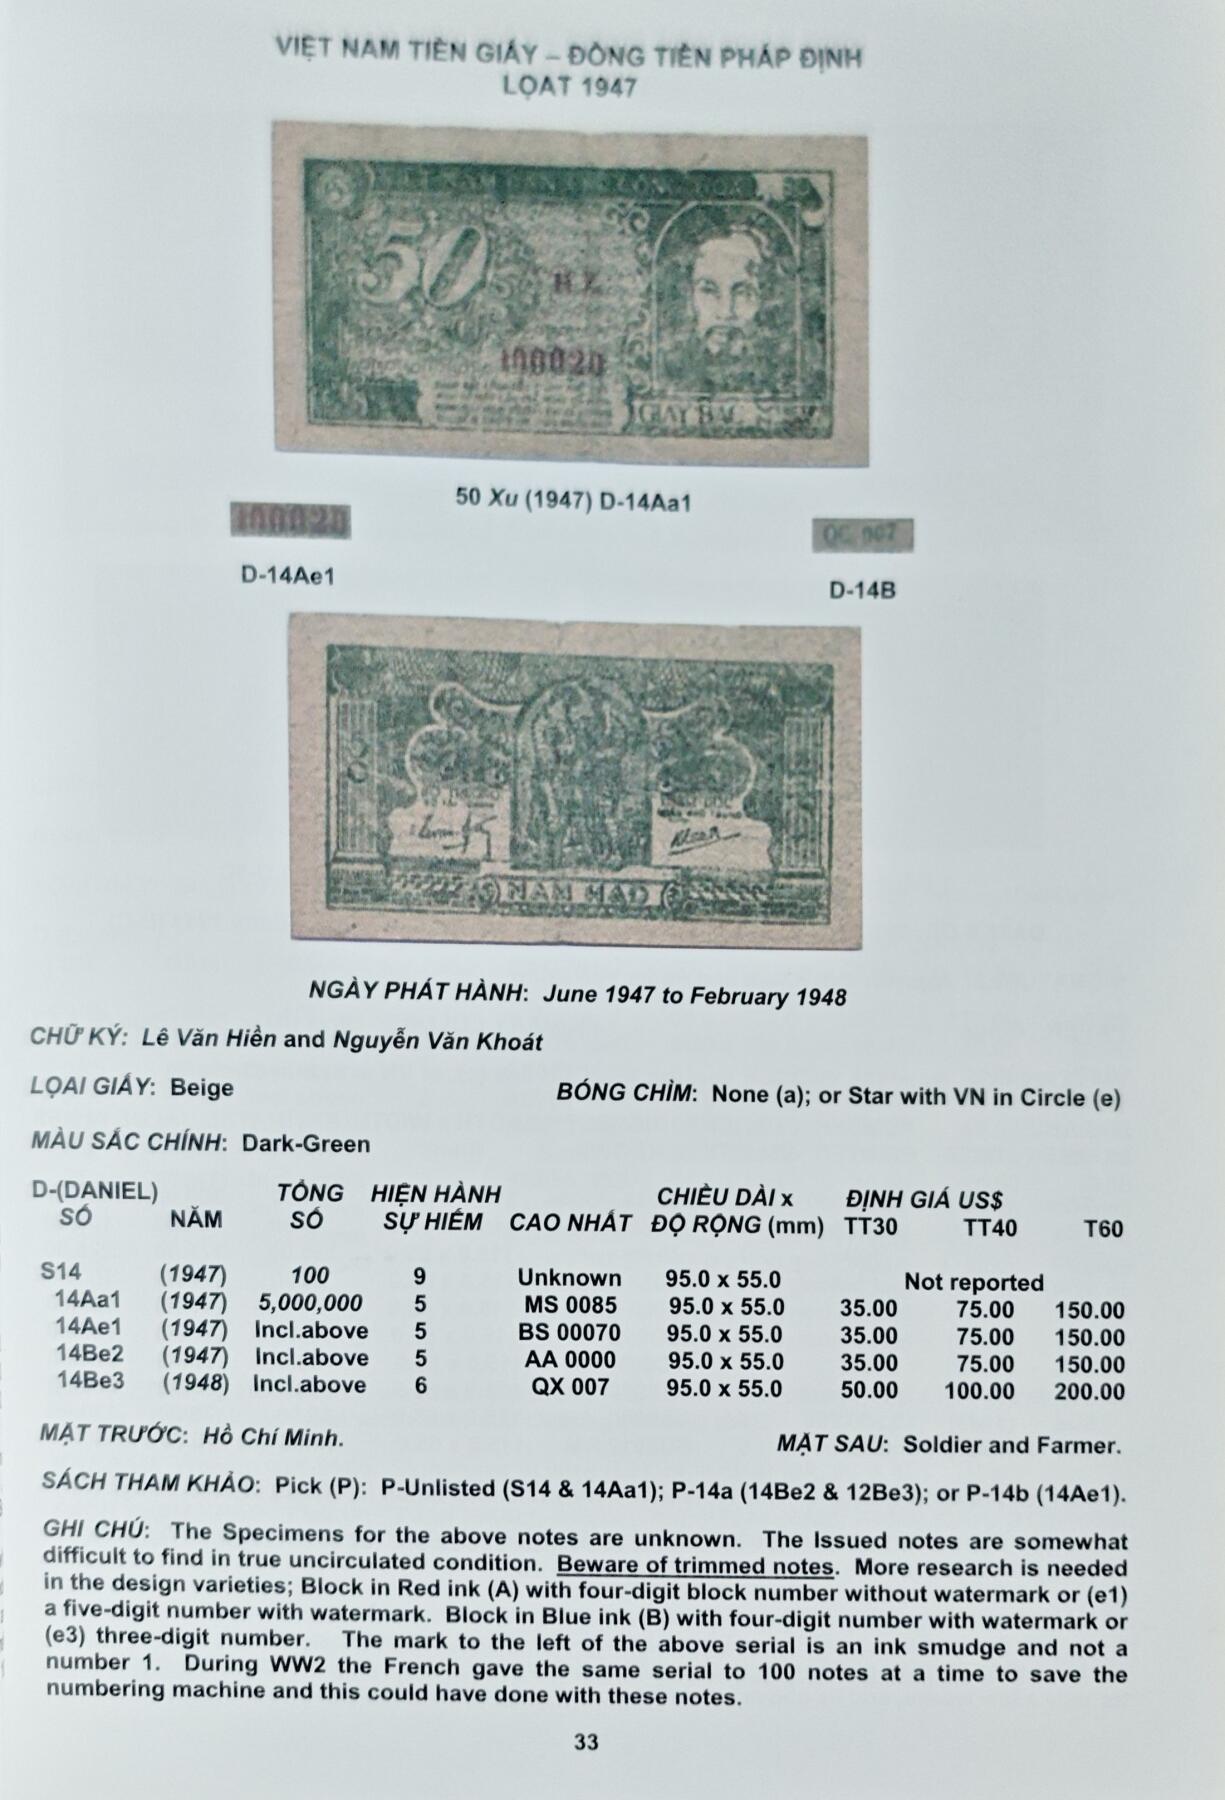 VIỆT NAM TIỀN GIẤY – ĐỒNG TIỀN PHÁP ĐỊNH
LỌAT 1947
50
100020
GIAY BAC
50 Xu (1947) D-14Aa1
100020
QC 007
D-14Ae1
D-14B
NAM HAO
NGÀY PHÁT HÀNH: June 1947 to February 1948
CHỮ KÝ: Lê Văn Hiền and Nguyễn Văn Khoát
LỌAI GIẤY: Beige BÓNG CHÌM: None (a); or Star with VN in Circle (e)
MÀU SẮC CHÍNH: Dark-Green
D-(DANIEL) TỔNG HIỆN HÀNH CHIỀU DÀI x ĐỊNH GIÁ US$
SỐ NĂM SỐ SỰ HIẾM CAO NHẤT ĐỘ RỘNG (mm) TT30 TT40 T60
S14 (1947) 100 9 Unknown 95.0 x 55.0 Not reported
14Aa1 (1947) 5,000,000 5 MS 0085 95.0 x 55.0 35.00 75.00 150.00
14Ae1 (1947) Incl.above 5 BS 00070 95.0 x 55.0 35.00 75.00 150.00
14Be2 (1947) Incl.above 5 AA 0000 95.0 x 55.0 35.00 75.00 150.00
14Be3 (1948) Incl.above 6 QX 007 95.0 x 55.0 50.00 100.00 200.00
MẶT TRƯỚC: Hồ Chí Minh. MẶT SAU: Soldier and Farmer.
SÁCH THAM KHẢO: Pick (P): P-Unlisted (S14 & 14Aa1); P-14a (14Be2 & 12Be3); or P-14b (14Ae1).
GHI CHÚ: The Specimens for the above notes are unknown. The Issued notes are somewhat
difficult to find in true uncirculated condition. Beware of trimmed notes. More research is needed
in the design varieties; Block in Red ink (A) with four-digit block number without watermark or (e1)
a five-digit number with watermark. Block in Blue ink (B) with four-digit number with watermark or
(e3) three-digit number. The mark to the left of the above serial is an ink smudge and not a
number 1. During WW2 the French gave the same serial to 100 notes at a time to save the
numbering machine and this could have done with these notes.
33